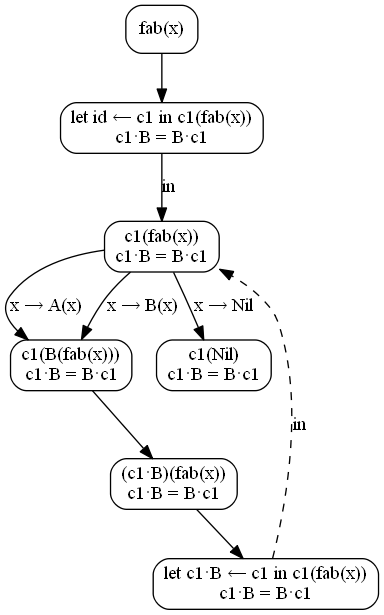 fab(x)
let id ← c1 in c1(fab(x))
c1·B = B·c1
in
c1(fab(x))
c1·B = B·c1
x → A(x)
x → B(x)
x → Nil
c1(B(fab(x)))
c1·B = B·c1
c1(Nil)
c1·B = B·c1
in
(c1·B)(fab(x))
c1·B = B·c1
let c1·B ← c1 in c1(fab(x))
c1·B = B·c1